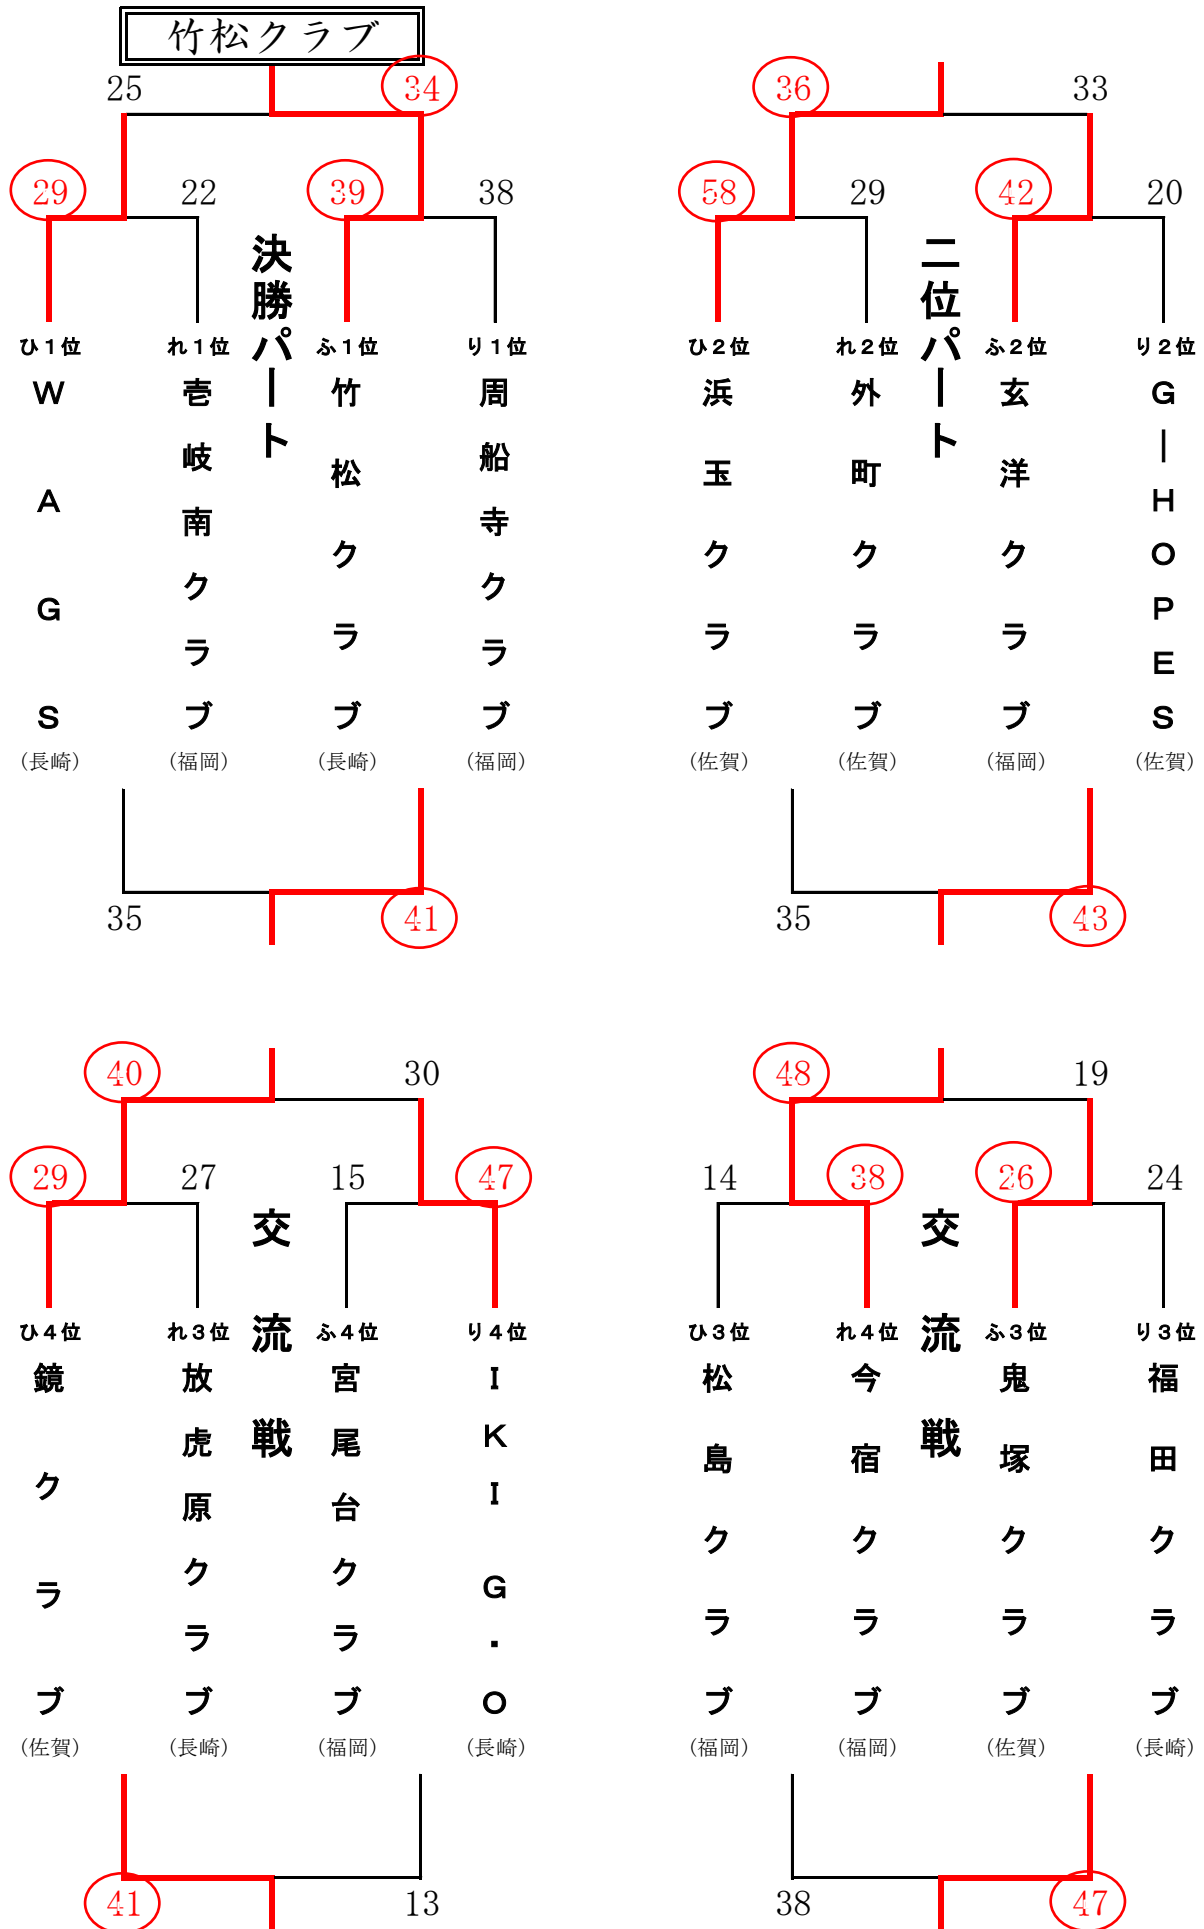 竹松クラブ
25
34
36
33
29
22
39
38
58
29
42
20
決勝パート
二位パート
ひ1位
れ1位
ふ1位
り1位
ひ2位
れ2位
ふ2位
り2位
WAGS
壱岐南クラブ
竹松クラブ
周船寺クラブ
浜玉クラブ
外町クラブ
玄洋クラブ
G－HOPES
(長崎)
(福岡)
(長崎)
(福岡)
(佐賀)
(佐賀)
(福岡)
(佐賀)
35
41
35
43
40
30
48
19
29
27
15
47
14
38
26
24
交流戦
交流戦
ひ4位
れ3位
ふ4位
り4位
ひ3位
れ4位
ふ3位
り3位
鏡クラブ
放虎原クラブ
宮尾台クラブ
IKI G.O
松島クラブ
今宿クラブ
鬼塚クラブ
福田クラブ
(佐賀)
(長崎)
(福岡)
(長崎)
(福岡)
(福岡)
(佐賀)
(長崎)
41
13
38
47